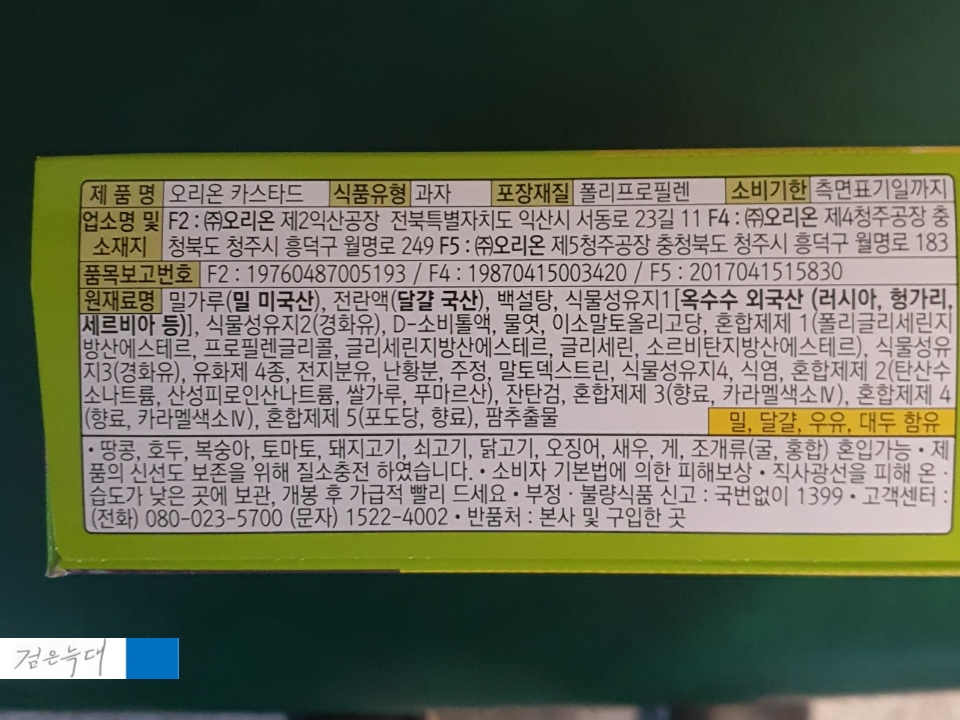 제 품 명 오리온 카스타드 식품유형 과자 포장재질 폴리프로필렌 소비기한 측면표기일까지
업소명 및 F2 : ㈜오리온 제2익산공장 전북특별자치도 익산시 서동로 23길 11 F4 : ㈜오리온 제4청주공장 충
소재지 청북도 청주시 흥덕구 월명로 249 F5 : ㈜오리온 제5청주공장 충청북도 청주시 흥덕구 월명로 183
품목보고번호 F2 : 19760487005193 / F4 : 19870415003420 / F5 : 2017041515830
원재료명 밀가루(밀 미국산), 전란액(달걀 국산), 백설탕, 식물성유지1[옥수수 외국산 (러시아, 헝가리,
세르비아 등)], 식물성유지2(경화유), D-소비톨액, 물엿, 이소말토올리고당, 혼합제제 1(폴리글리세린지
방산에스테르, 프로필렌글리콜, 글리세린지방산에스테르, 글리세린, 소르비탄지방산에스테르), 식물성유
지3(경화유), 유화제 4종, 전지분유, 난황분, 주정, 말토덱스트린, 식물성유지4, 식염, 혼합제제 2(탄산수
소나트륨, 산성피로인산나트륨, 쌀가루, 푸마르산), 잔탄검, 혼합제제 3(향료, 카라멜색소Ⅳ), 혼합제제 4
(향료, 카라멜색소Ⅳ), 혼합제제 5(포도당, 향료), 팜추출물
밀, 달걀, 우유, 대두 함유
• 땅콩, 호두, 복숭아, 토마토, 돼지고기, 쇠고기, 닭고기, 오징어, 새우, 게, 조개류(굴, 홍합) 혼입가능 • 제
품의 신선도 보존을 위해 질소충전 하였습니다. • 소비자 기본법에 의한 피해보상 • 직사광선을 피해 온 ·
습도가 낮은 곳에 보관, 개봉 후 가급적 빨리 드세요 • 부정 · 불량식품 신고 : 국번없이 1399 • 고객센터 :
(전화) 080-023-5700 (문자) 1522-4002 • 반품처 : 본사 및 구입한 곳
검은늑대